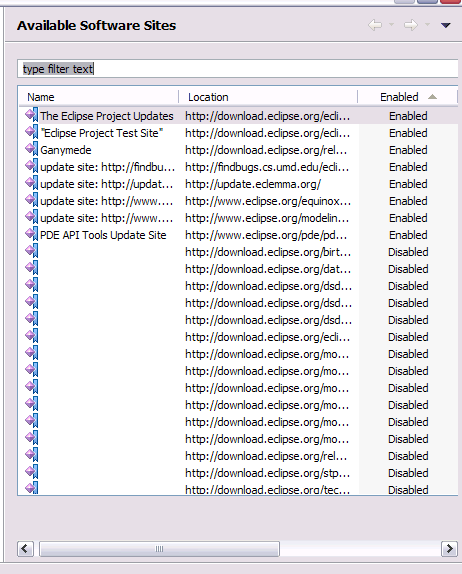 Available Software Sites
type filter text
Name Location Enabled
The Eclipse Project Updates http://download.eclipse.org/ecli... Enabled
"Eclipse Project Test Site" http://download.eclipse.org/ecli... Enabled
Ganymede http://download.eclipse.org/rel... Enabled
update site: http://findbu... http://findbugs.cs.umd.edu/ecli... Enabled
update site: http://updat... http://update.eclemma.org/ Enabled
update site: http://www.... http://www.eclipse.org/equinox... Enabled
update site: http://www.... http://www.eclipse.org/modelin... Enabled
PDE API Tools Update Site http://www.eclipse.org/pde/pd... Enabled
http://download.eclipse.org/birt... Disabled
http://download.eclipse.org/dat... Disabled
http://download.eclipse.org/dsd... Disabled
http://download.eclipse.org/dsd... Disabled
http://download.eclipse.org/dsd... Disabled
http://download.eclipse.org/ecli... Disabled
http://download.eclipse.org/mo... Disabled
http://download.eclipse.org/mo... Disabled
http://download.eclipse.org/mo... Disabled
http://download.eclipse.org/mo... Disabled
http://download.eclipse.org/mo... Disabled
http://download.eclipse.org/mo... Disabled
http://download.eclipse.org/rel... Disabled
http://download.eclipse.org/stp... Disabled
http://download.eclipse.org/tec... Disabled